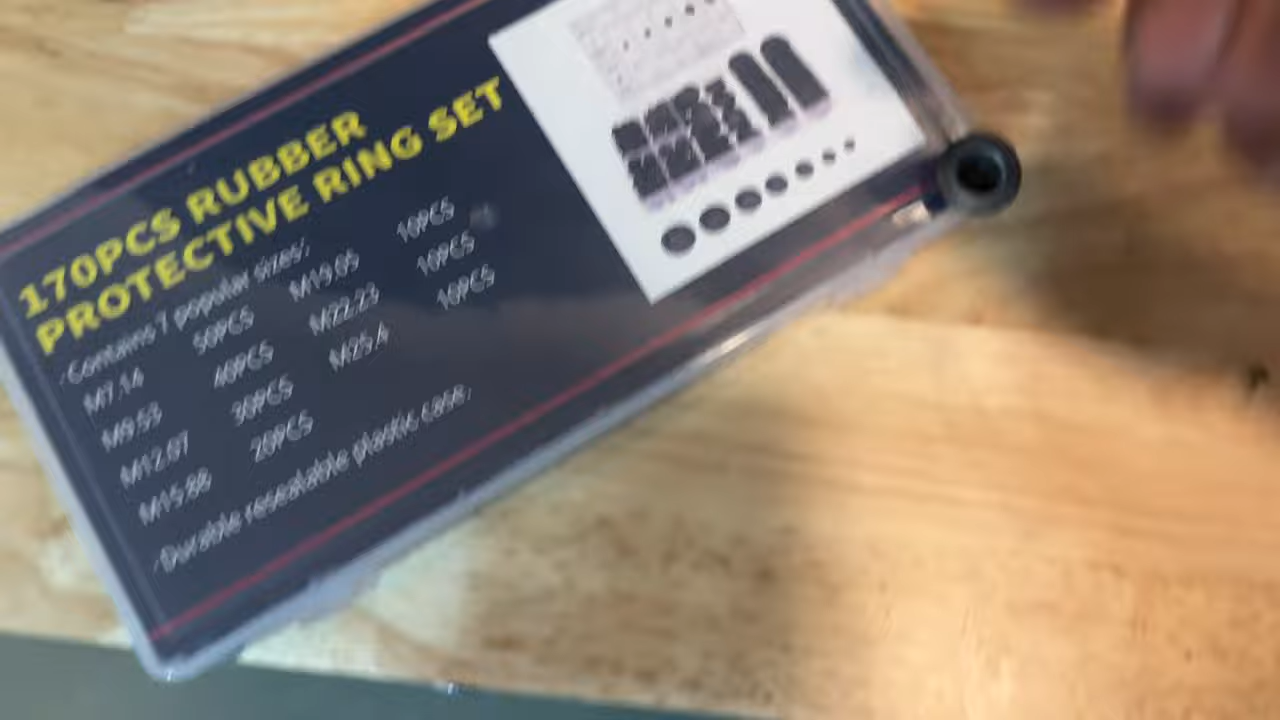 170PCS RUBBER
PROTECTIVE RING SET
·Contains 7 popular sizes:
M7.14 50PCS M19.05 10PCS
M9.53 40PCS M22.23 10PCS
M12.07 30PCS M25.4 10PCS
M15.88 20PCS
·Durable resealable plastic case.